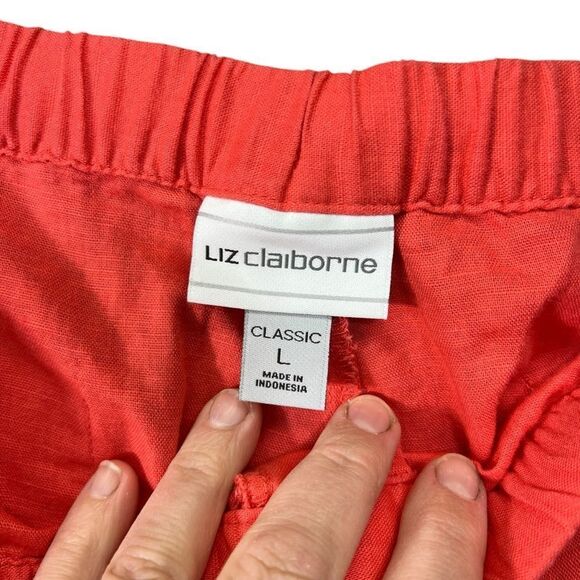 LIZ claiborne
CLASSIC
L
MADE IN
INDONESIA